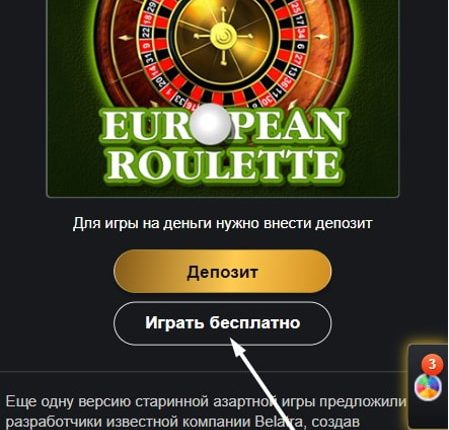 EUROPEAN
ROULETTE
Для игры на деньги нужно внести депозит
Депозит
Играть бесплатно
3
Еще одну версию старинной азартной игры предложили
разработчики известной компании Belatra, создав